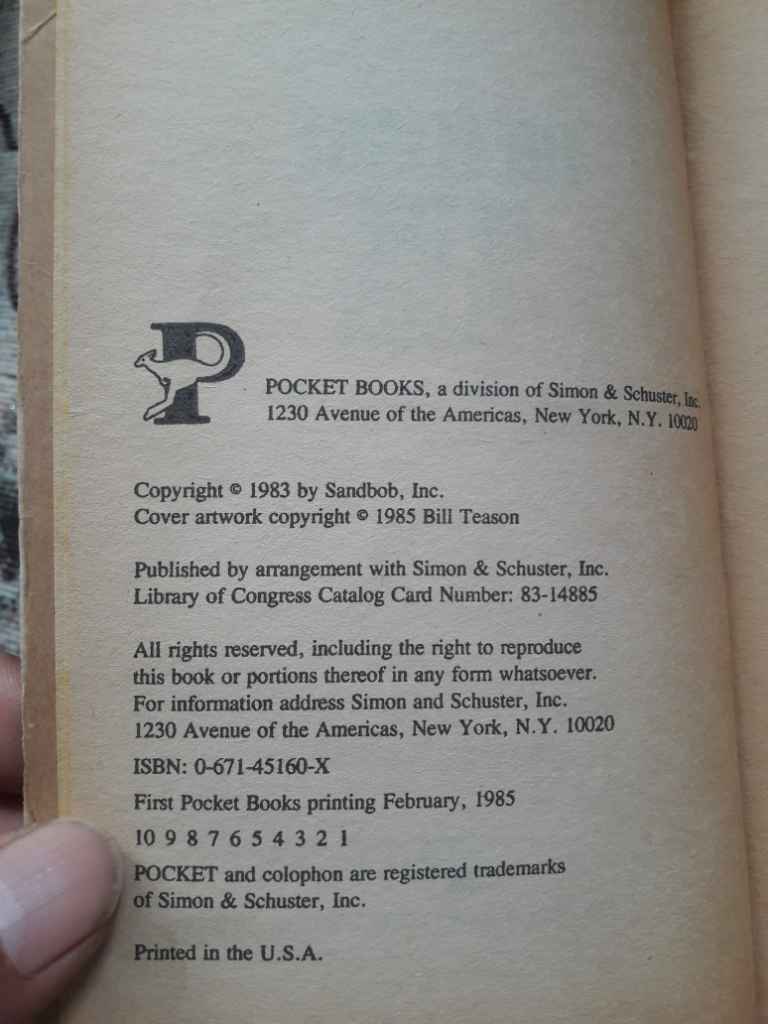 P
POCKET BOOKS, a division of Simon & Schuster, Inc.
1230 Avenue of the Americas, New York, N.Y. 10020
Copyright © 1983 by Sandbob, Inc.
Cover artwork copyright © 1985 Bill Teason
Published by arrangement with Simon & Schuster, Inc.
Library of Congress Catalog Card Number: 83-14885
All rights reserved, including the right to reproduce
this book or portions thereof in any form whatsoever.
For information address Simon and Schuster, Inc.
1230 Avenue of the Americas, New York, N.Y. 10020
ISBN: 0-671-45160-X
First Pocket Books printing February, 1985
10 9 8 7 6 5 4 3 2 1
POCKET and colophon are registered trademarks
of Simon & Schuster, Inc.
Printed in the U.S.A.